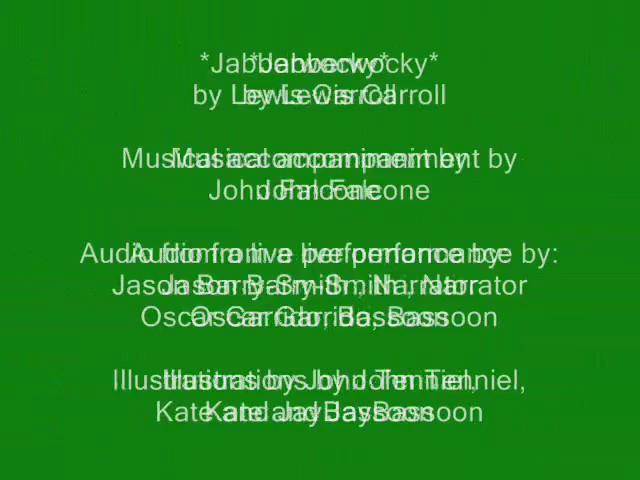 *Jabberwocky*
by Lewis Carroll
Musical accompaniment by
John Falcone
Audio from a live performance by:
Jason Barry-Smith, Narrator
Oscar Garrido, Bassoon
Illustrations by John Tenniel,
Kate and Jay Bassoon